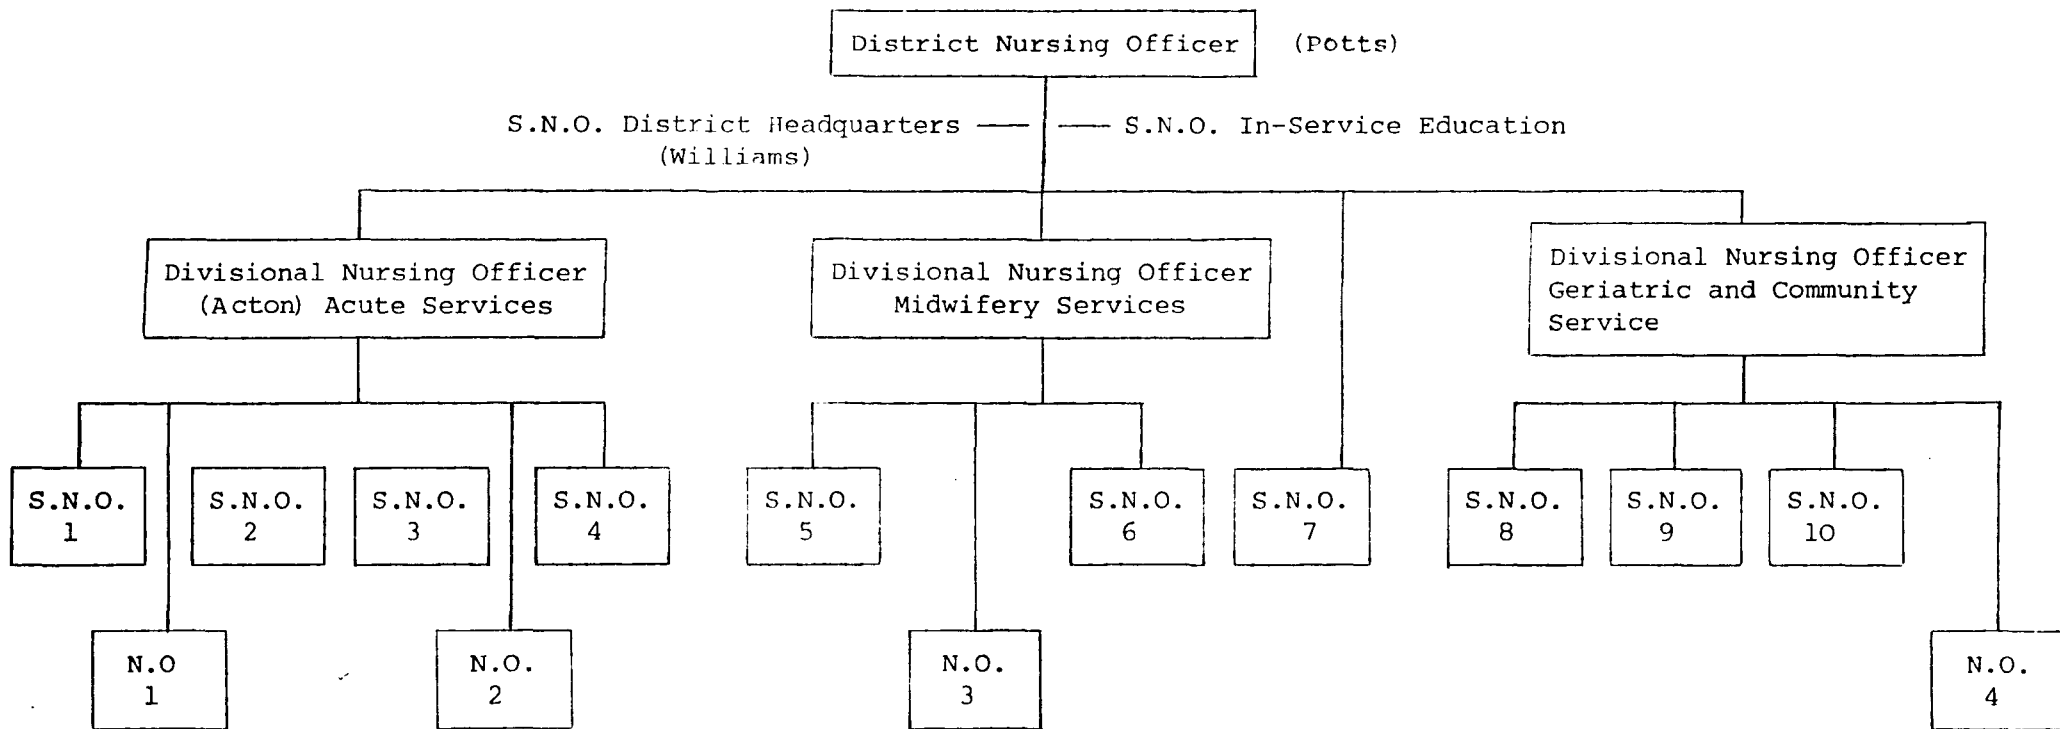 District Nursing Officer (Potts)
S.N.O. District Headquarters
(Williams)
S.N.O. In-Service Education
Divisional Nursing Officer
(Acton) Acute Services
Divisional Nursing Officer
Midwifery Services
Divisional Nursing Officer
Geriatric and Community
Service
S.N.O.
1
S.N.O.
2
S.N.O.
3
S.N.O.
4
S.N.O.
5
S.N.O.
6
S.N.O.
7
S.N.O.
8
S.N.O.
9
S.N.O.
10
N.O
1
N.O.
2
N.O.
3
N.O.
4